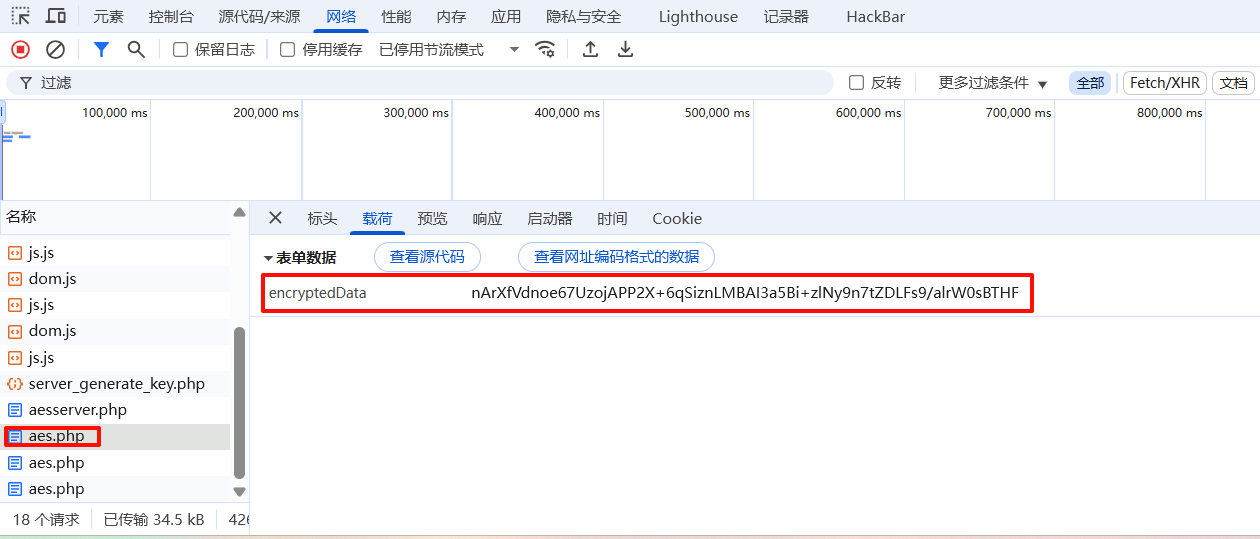 元素 控制台 源代码/来源 网络 性能 内存 应用 隐私与安全 Lighthouse 记录器 HackBar
保留日志 停用缓存 已停用节流模式
过滤 反转 更多过滤条件 全部 Fetch/XHR 文档
100,000 ms 200,000 ms 300,000 ms 400,000 ms 500,000 ms 600,000 ms 700,000 ms 800,000 ms
名称 标头 载荷 预览 响应 启动器 时间 Cookie
js.js
表单数据 查看源代码 查看网址编码格式的数据
dom.js
encryptedData nArXfVdnoe67UzojAPP2X+6qSiznLMBAI3a5Bi+zlNy9n7tZDLFs9/alrW0sBTHF
js.js
dom.js
js.js
server_generate_key.php
aesserver.php
aes.php
aes.php
aes.php
18 个请求 已传输 34.5 kB 426